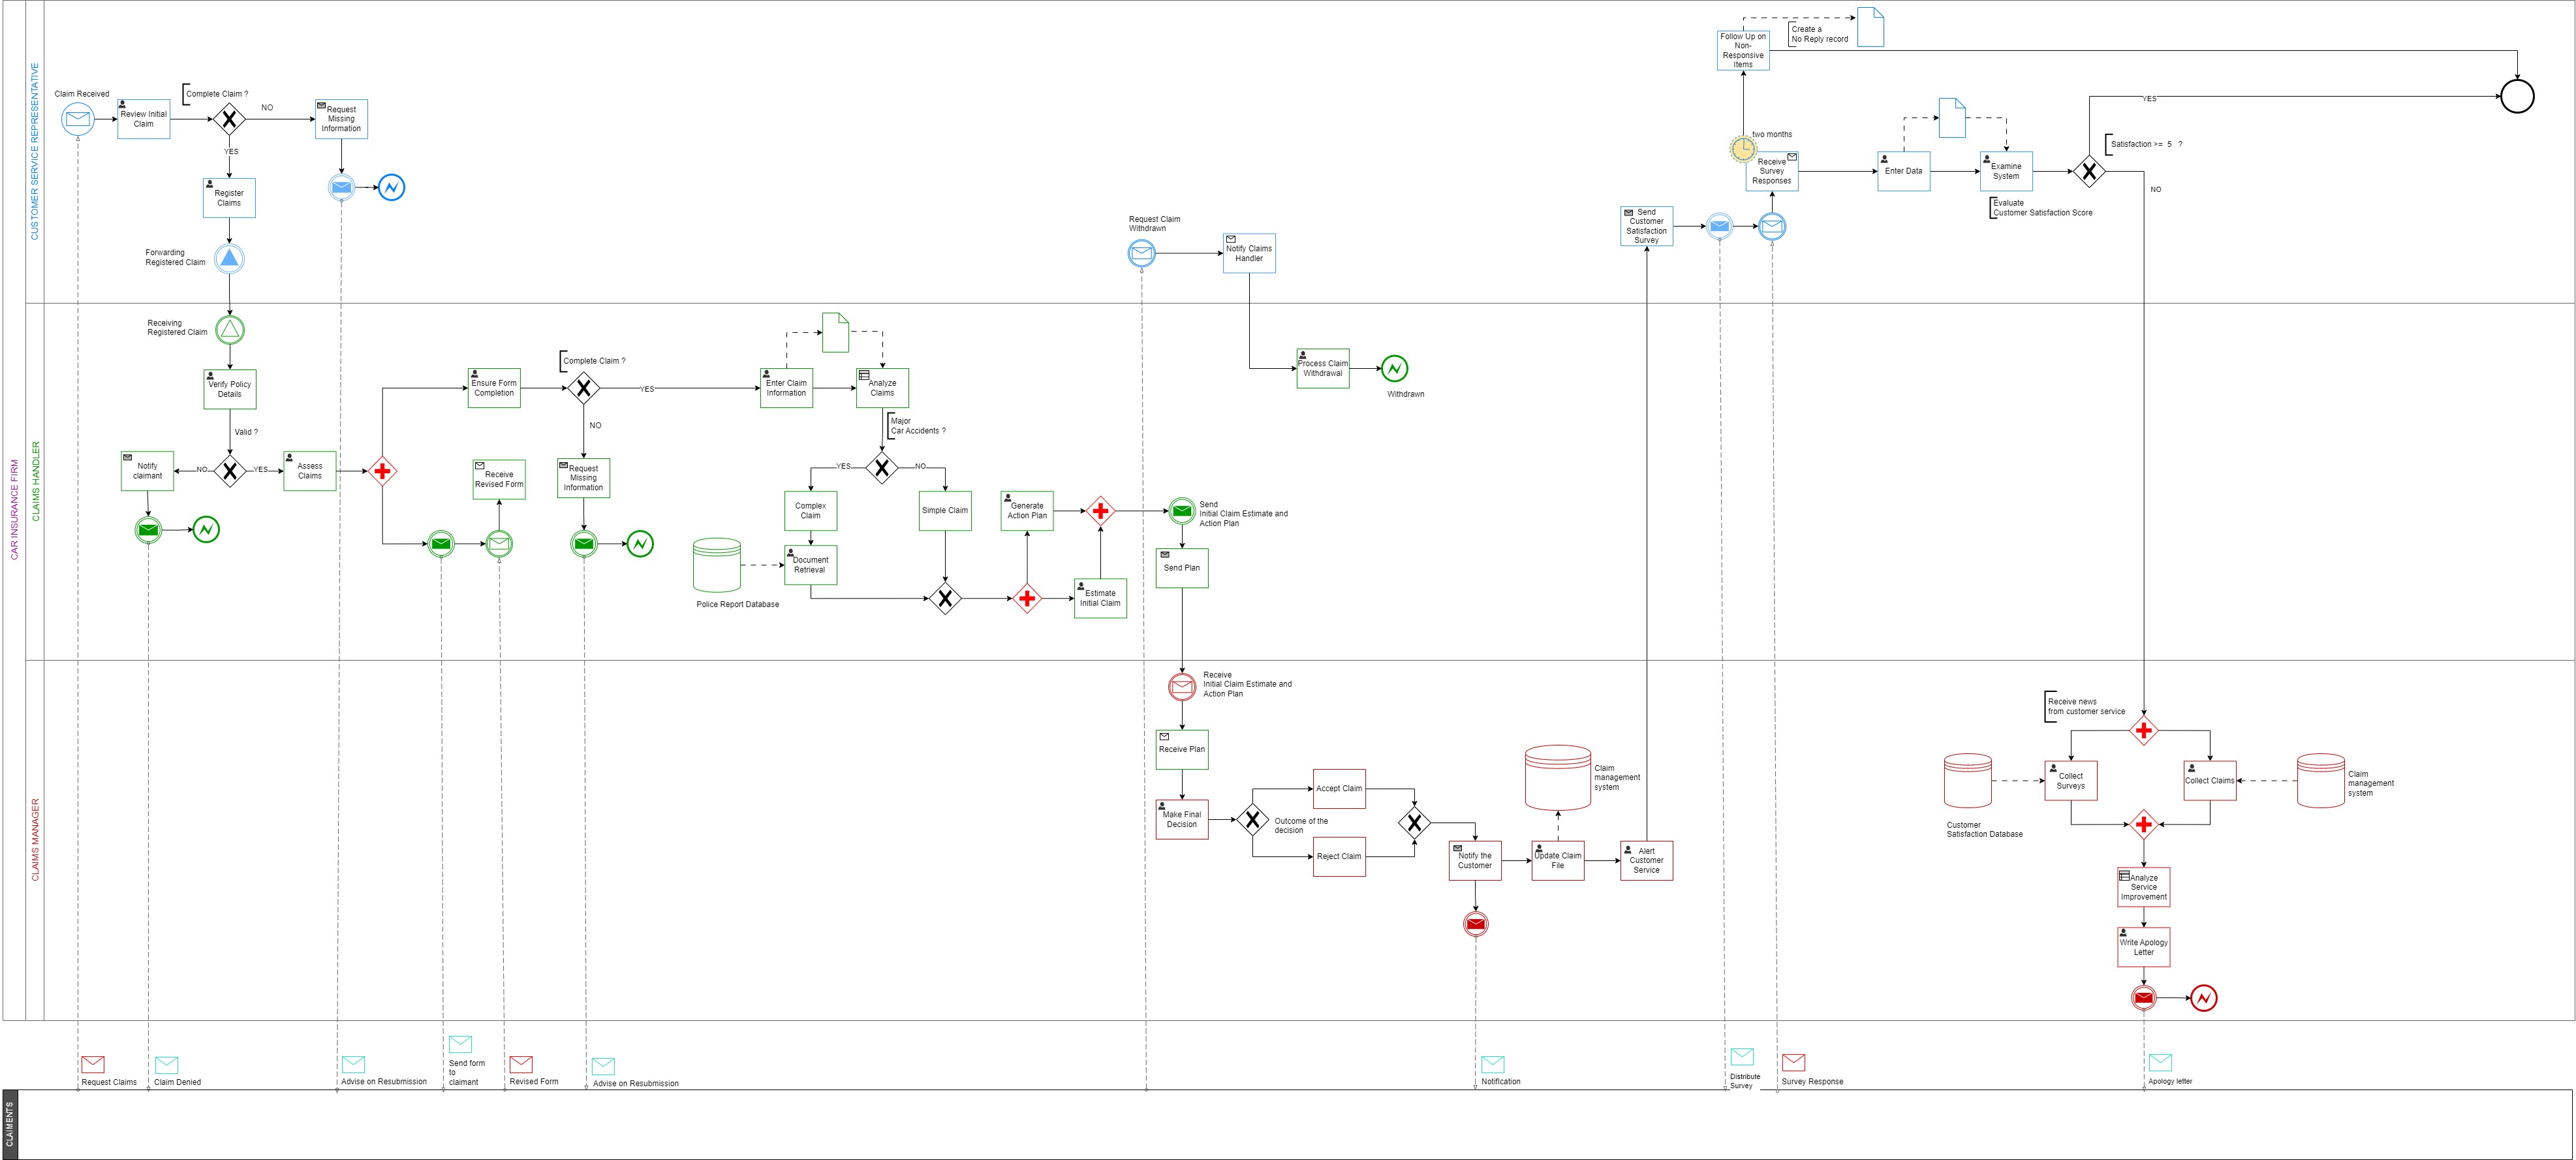 CAR INSURANCE FIRM
CUSTOMER SERVICE REPRESENTATIVE
Claim Received
Review Initial
Claim
Complete Claim ?
NO
YES
Request
Missing
Information
Register
Claims
Forwarding
Registered Claim
Request Claim
Withdrawn
Notify Claims
Handler
Send
Customer
Satisfaction
Survey
Follow Up on
Non-
Responsive
Items
Create a
No Reply record
two months
Receive
Survey
Responses
Enter Data
Examine
System
Evaluate
Customer Satisfaction Score
Satisfaction >= 5 ?
YES
NO
CLAIMS HANDLER
Receiving
Registered Claim
Verify Policy
Details
Valid ?
NO
YES
Notify
claimant
Assess
Claims
Ensure Form
Completion
Complete Claim ?
YES
NO
Receive
Revised Form
Request
Missing
Information
Enter Claim
Information
Analyze
Claims
Major
Car Accidents ?
YES
NO
Complex
Claim
Simple Claim
Document
Retrieval
Police Report Database
Generate
Action Plan
Estimate
Initial Claim
Send
Initial Claim Estimate and
Action Plan
Send Plan
Process Claim
Withdrawal
Withdrawn
CLAIMS MANAGER
Receive
Initial Claim Estimate and
Action Plan
Receive Plan
Make Final
Decision
Outcome of the
decision
Accept Claim
Reject Claim
Notify the
Customer
Claim
management
system
Update Claim
File
Alert
Customer
Service
Receive news
from customer service
Collect
Surveys
Collect Claims
Customer
Satisfaction Database
Claim
management
system
Analyze
Service
Improvement
Write Apology
Letter
Request Claims
Claim Denied
Advise on Resubmission
Send form
to
claimant
Revised Form
Advise on Resubmission
Notification
Distribute
Survey
Survey Response
Apology letter
CLAIMENTS